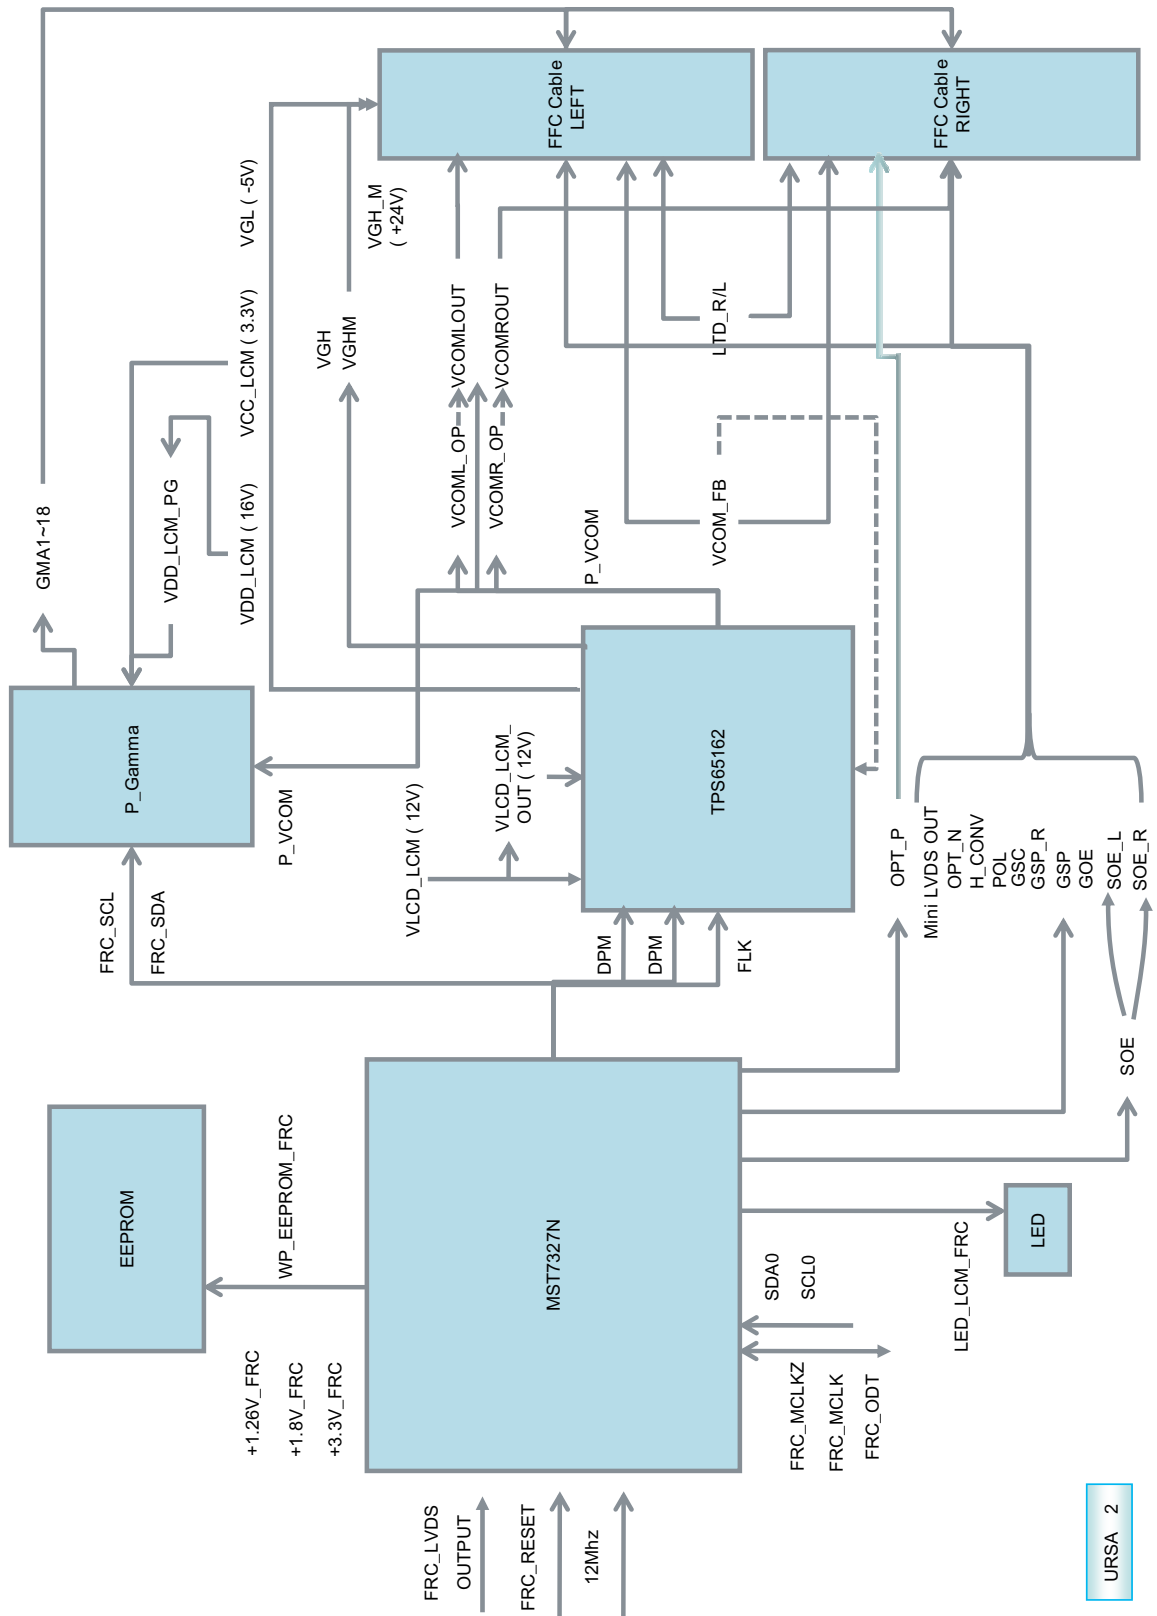 FRC_LVDS
OUTPUT
FRC_RESET
12Mhz
URSA 2
+1.26V_FRC
+1.8V_FRC
+3.3V_FRC
EEPROM
WP_EEPROM_FRC
MST7327N
FRC_MCLKZ
FRC_MCLK
FRC_ODT
SDA0
SCL0
LED_LCM_FRC
LED
SOE
FRC_SCL
FRC_SDA
DPM
DPM
FLK
OPT_P
Mini LVDS OUT
OPT_N
H_CONV
POL
GSC
GSP_R
GSP
GOE
SOE_L
SOE_R
P_Gamma
P_VCOM
VLCD_LCM ( 12V)
VLCD_LCM_
OUT ( 12V)
TPS65162
GMA1~18
VDD_LCM_PG
VDD_LCM ( 16V)
VCC_LCM ( 3.3V)
VGL ( -5V)
VGH
VGHM
VGH_M
( +24V)
VCOML_OP
VCOMLOUT
VCOMR_OP
VCOMROUT
P_VCOM
VCOM_FB
LTD_R/L
FFC Cable
LEFT
FFC Cable
RIGHT